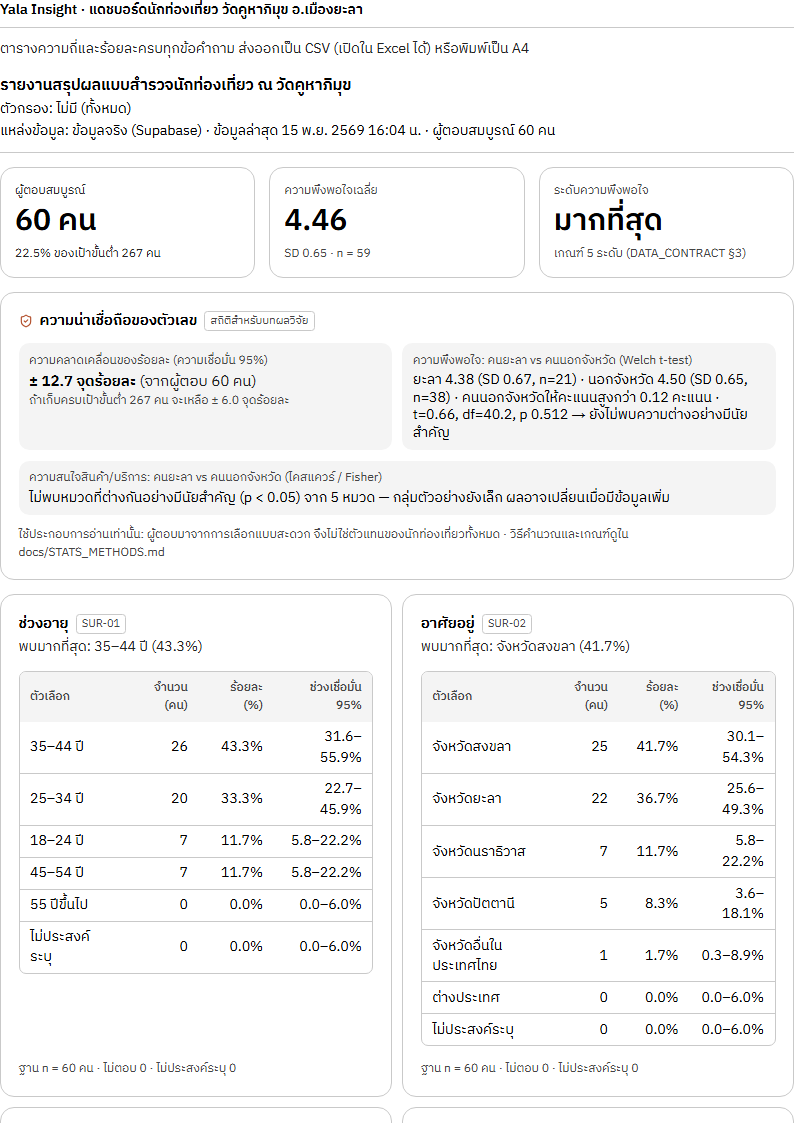 Yala Insight · แดชบอร์ดนักท่องเที่ยว วัดคูหาภิมุข อ.เมืองยะลา
ตารางความถี่และร้อยละครบทุกข้อคำถาม ส่งออกเป็น CSV (เปิดใน Excel ได้) หรือพิมพ์เป็น A4
รายงานสรุปผลแบบสำรวจนักท่องเที่ยว ณ วัดคูหาภิมุข
ตัวกรอง: ไม่มี (ทั้งหมด)
แหล่งข้อมูล: ข้อมูลจริง (Supabase) · ข้อมูลล่าสุด 15 พ.ย. 2569 16:04 น. · ผู้ตอบสมบูรณ์ 60 คน
ผู้ตอบสมบูรณ์
60 คน
22.5% ของเป้าขั้นต่ำ 267 คน
ความพึงพอใจเฉลี่ย
4.46
SD 0.65 · n = 59
ระดับความพึงพอใจ
มากที่สุด
เกณฑ์ 5 ระดับ (DATA_CONTRACT §3)
ความน่าเชื่อถือของตัวเลข สถิติสำหรับบทผลวิจัย
ความคลาดเคลื่อนของร้อยละ (ความเชื่อมั่น 95%)
± 12.7 จุดร้อยละ (จากผู้ตอบ 60 คน)
ถ้าเก็บครบเป้าขั้นต่ำ 267 คน จะเหลือ ± 6.0 จุดร้อยละ
ความพึงพอใจ: คนยะลา vs คนนอกจังหวัด (Welch t-test)
ยะลา 4.38 (SD 0.67, n=21) · นอกจังหวัด 4.50 (SD 0.65,
n=38) · คนนอกจังหวัดให้คะแนนสูงกว่า 0.12 คะแนน ·
t=0.66, df=40.2, p 0.512 → ยังไม่พบความต่างอย่างมีนัย
สำคัญ
ความสนใจสินค้า/บริการ: คนยะลา vs คนนอกจังหวัด (ไคสแควร์ / Fisher)
ไม่พบหมวดที่ต่างกันอย่างมีนัยสำคัญ (p < 0.05) จาก 5 หมวด — กลุ่มตัวอย่างยังเล็ก ผลอาจเปลี่ยนเมื่อมีข้อมูลเพิ่ม
ใช้ประกอบการอ่านเท่านั้น: ผู้ตอบมาจากการเลือกแบบสะดวก จึงไม่ใช่ตัวแทนของนักท่องเที่ยวทั้งหมด · วิธีคำนวณและเกณฑ์ดูใน
docs/STATS_METHODS.md
ช่วงอายุ SUR-01
พบมากที่สุด: 35–44 ปี (43.3%)
ตัวเลือก จำนวน (คน) ร้อยละ (%) ช่วงเชื่อมั่น 95%
35–44 ปี 26 43.3% 31.6–55.9%
25–34 ปี 20 33.3% 22.7–45.9%
18–24 ปี 7 11.7% 5.8–22.2%
45–54 ปี 7 11.7% 5.8–22.2%
55 ปีขึ้นไป 0 0.0% 0.0–6.0%
ไม่ประสงค์ระบุ 0 0.0% 0.0–6.0%
ฐาน n = 60 คน · ไม่ตอบ 0 · ไม่ประสงค์ระบุ 0
อาศัยอยู่ SUR-02
พบมากที่สุด: จังหวัดสงขลา (41.7%)
ตัวเลือก จำนวน (คน) ร้อยละ (%) ช่วงเชื่อมั่น 95%
จังหวัดสงขลา 25 41.7% 30.1–54.3%
จังหวัดยะลา 22 36.7% 25.6–49.3%
จังหวัดนราธิวาส 7 11.7% 5.8–22.2%
จังหวัดปัตตานี 5 8.3% 3.6–18.1%
จังหวัดอื่นในประเทศไทย 1 1.7% 0.3–8.9%
ต่างประเทศ 0 0.0% 0.0–6.0%
ไม่ประสงค์ระบุ 0 0.0% 0.0–6.0%
ฐาน n = 60 คน · ไม่ตอบ 0 · ไม่ประสงค์ระบุ 0